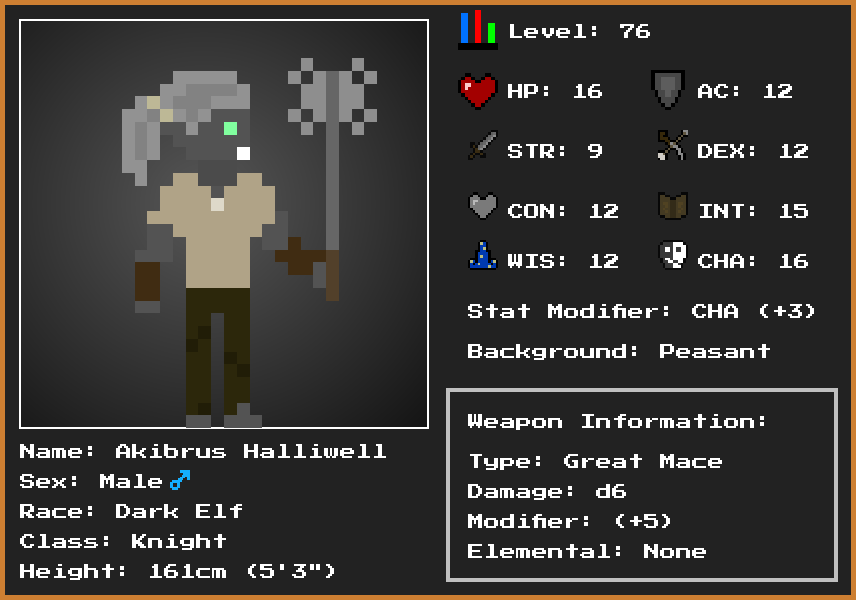 Level: 76
HP: 16
AC: 12
STR: 9
DEX: 12
CON: 12
INT: 15
WIS: 12
CHA: 16
Stat Modifier: CHA (+3)
Background: Peasant
Weapon Information:
Type: Great Mace
Damage: d6
Modifier: (+5)
Elemental: None
Name: Akibrus Halliwell
Sex: Male ♂
Race: Dark Elf
Class: Knight
Height: 161cm (5'3")